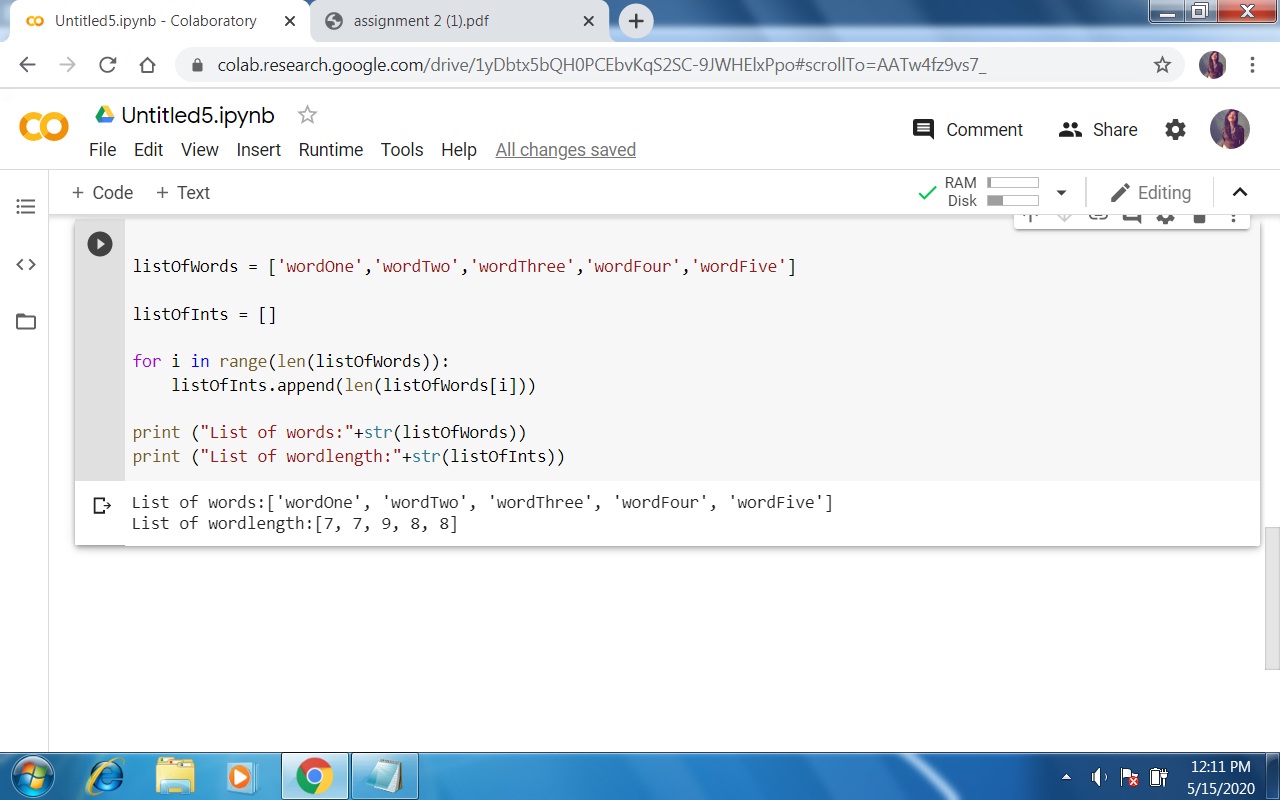 Untitled5.ipynb - Colaboratory
assignment 2 (1).pdf
colab.research.google.com/drive/1yDbtx5bQH0PCEbvKqS2SC-9JWHElxPpo#scrollTo=AATw4fz9vs7_
Untitled5.ipynb
Comment
Share
File Edit View Insert Runtime Tools Help All changes saved
+ Code + Text
RAM
Disk
Editing
listOfWords = ['wordOne','wordTwo','wordThree','wordFour','wordFive']
listOfInts = []
for i in range(len(listOfWords)):
    listOfInts.append(len(listOfWords[i]))
print ("List of words:"+str(listOfWords))
print ("List of wordlength:"+str(listOfInts))
List of words:['wordOne', 'wordTwo', 'wordThree', 'wordFour', 'wordFive']
List of wordlength:[7, 7, 9, 8, 8]
12:11 PM
5/15/2020